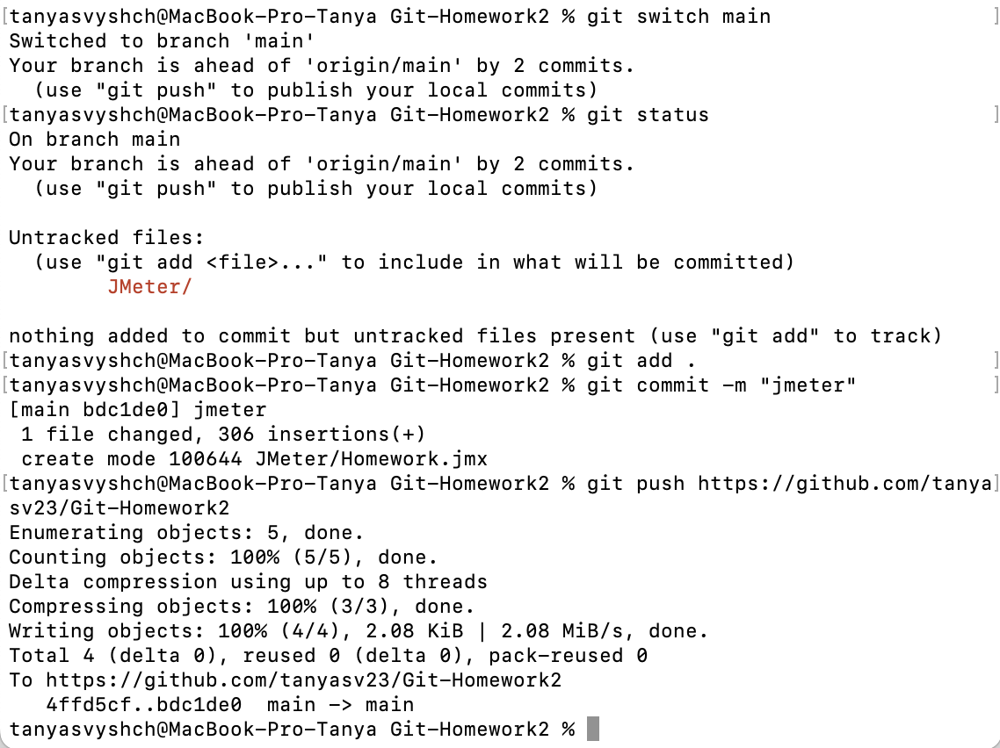 [tanyasvyshch@MacBook-Pro-Tanya Git-Homework2 % git switch main ]
Switched to branch 'main'
Your branch is ahead of 'origin/main' by 2 commits.
  (use "git push" to publish your local commits)
[tanyasvyshch@MacBook-Pro-Tanya Git-Homework2 % git status ]
On branch main
Your branch is ahead of 'origin/main' by 2 commits.
  (use "git push" to publish your local commits)

Untracked files:
  (use "git add <file>..." to include in what will be committed)
        JMeter/

nothing added to commit but untracked files present (use "git add" to track)
[tanyasvyshch@MacBook-Pro-Tanya Git-Homework2 % git add . ]
[tanyasvyshch@MacBook-Pro-Tanya Git-Homework2 % git commit -m "jmeter" ]
[main bdc1de0] jmeter
 1 file changed, 306 insertions(+)
 create mode 100644 JMeter/Homework.jmx
[tanyasvyshch@MacBook-Pro-Tanya Git-Homework2 % git push https://github.com/tanya]
sv23/Git-Homework2
Enumerating objects: 5, done.
Counting objects: 100% (5/5), done.
Delta compression using up to 8 threads
Compressing objects: 100% (3/3), done.
Writing objects: 100% (4/4), 2.08 KiB | 2.08 MiB/s, done.
Total 4 (delta 0), reused 0 (delta 0), pack-reused 0
To https://github.com/tanyasv23/Git-Homework2
   4ffd5cf..bdc1de0  main -> main
tanyasvyshch@MacBook-Pro-Tanya Git-Homework2 %